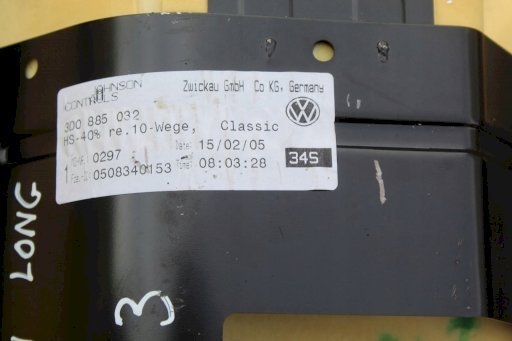 JOHNSON
CONTROLS
Zwickau GmbH Co KG, Germany
3D0 885 032
HS-40% re.10-Wege, Classic
0297 Date: 15/02/05
1 0508340153 Time: 08:03:28
345
LONG
3